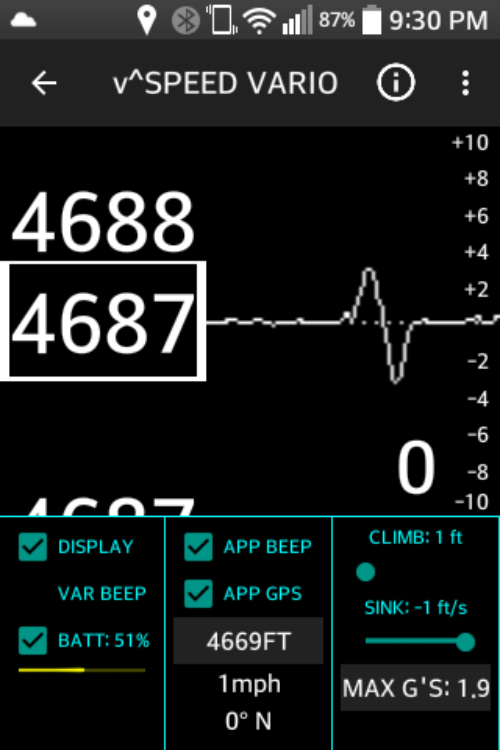 87% 9:30 PM
v^SPEED VARIO
+10
+8
+6
+4
+2
-2
-4
-6
-8
-10
4688
4687
0
4687
DISPLAY
VAR BEEP
BATT: 51%
APP BEEP
APP GPS
4669FT
1mph
0° N
CLIMB: 1 ft
SINK: -1 ft/s
MAX G'S: 1.9